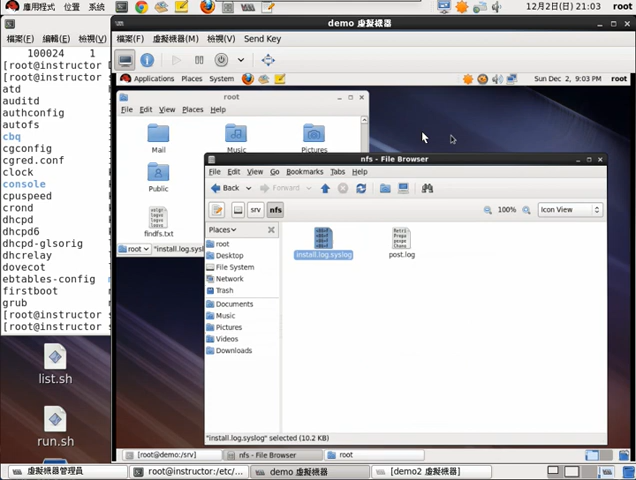 應用程式 位置 系統 12月2日(日) 21:03 root
demo 虛擬機器
檔案(F) 編輯(E) 檢視(V)
檔案(F) 虛擬機器(M) 檢視(V) Send Key
100024 1
[root@instructor
[root@instructor s
atd
auditd
authconfig
autofs
cbq
cgconfig
cgred.conf
clock
console
cpuspeed
crond
dhcpd
dhcpd6
dhcpd-glsorig
dhcrelay
dovecot
ebtables-config
firstboot
grub
[root@instructor s
[root@instructor s
list.sh
run.sh
Applications Places System Sun Dec 2, 9:03 PM root
root
File Edit View Places Help
Mail Music Pictures
Public
findfs.txt
root "install.log.sys
nfs - File Browser
File Edit View Go Bookmarks Tabs Help
Back Forward
srv nfs 100% Icon View
Places
root
Desktop
File System
Network
Trash
Documents
Music
Pictures
Videos
Downloads
install.log.syslog post.log
"install.log.syslog" selected (10.2 KB)
[root@demo:/srv] nfs - File Browser root
虛擬機器管理員 root@instructor:/etc/... demo 虛擬機器 [demo2 虛擬機器]